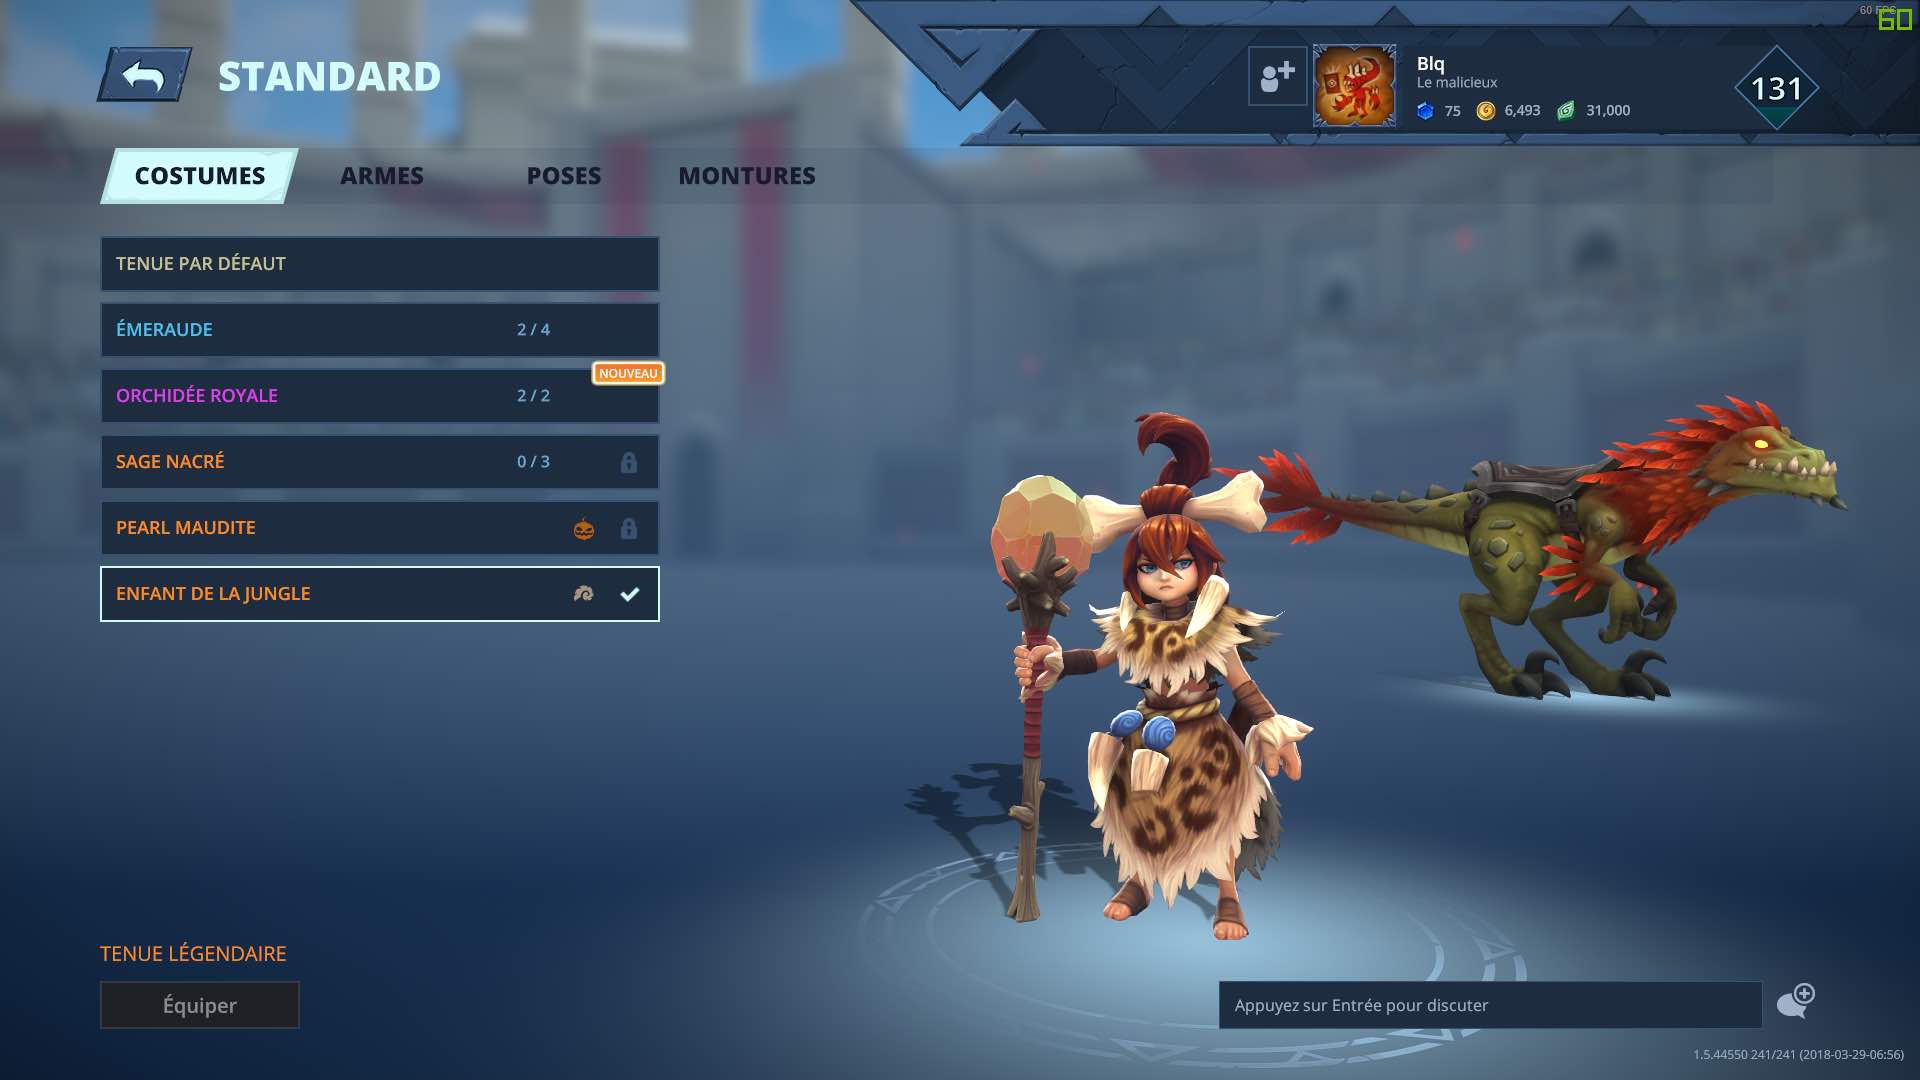 60 FPS
60
STANDARD
Blq
Le malicieux
75 6,493 31,000
131
COSTUMES ARMES POSES MONTURES
TENUE PAR DÉFAUT
ÉMERAUDE 2 / 4
NOUVEAU
ORCHIDÉE ROYALE 2 / 2
SAGE NACRÉ 0 / 3
PEARL MAUDITE
ENFANT DE LA JUNGLE
TENUE LÉGENDAIRE
Équiper
Appuyez sur Entrée pour discuter
1.5.44550 241/241 (2018-03-29-06:56)